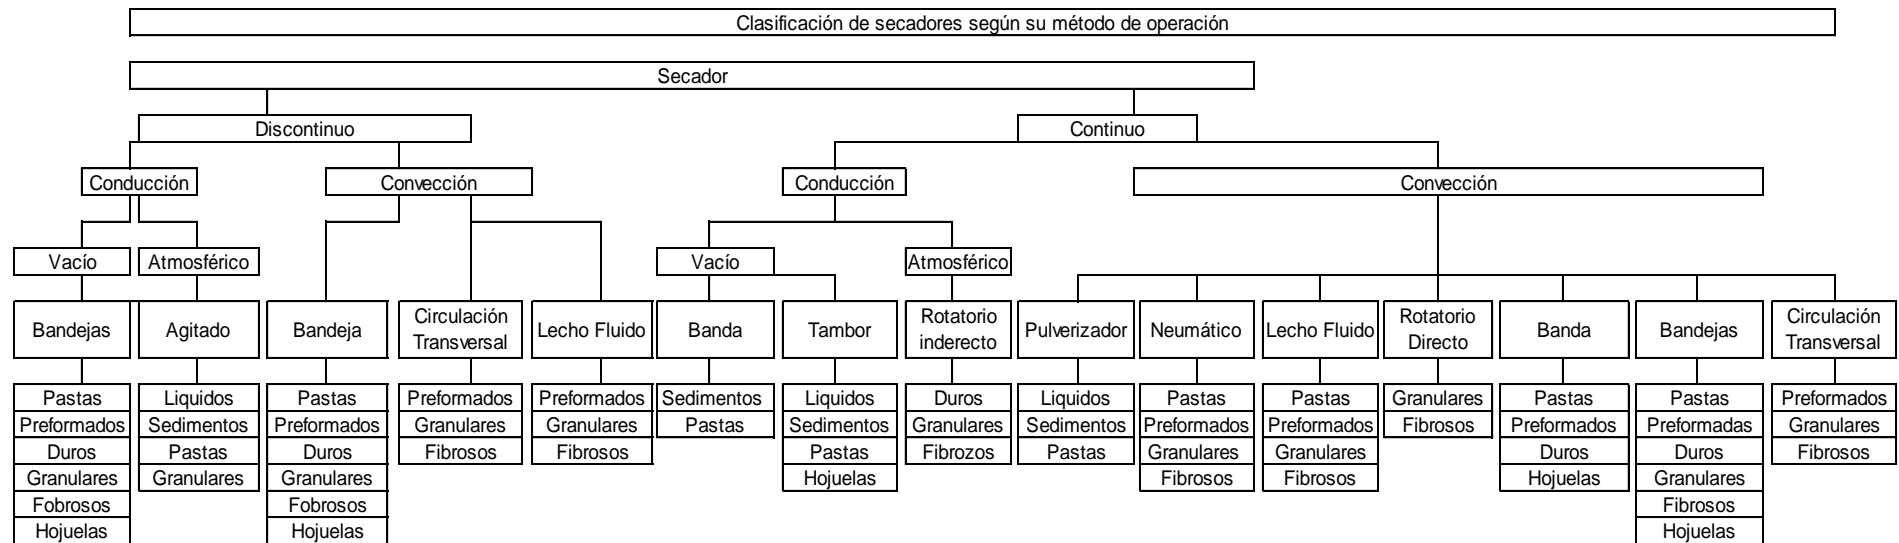 Clasificación de secadores según su método de operación
Secador
Discontinuo
Continuo
Conducción
Convección
Conducción
Convección
Vacío
Atmosférico
Vacío
Atmosférico
Bandejas
Agitado
Bandeja
Circulación
Transversal
Lecho Fluido
Banda
Tambor
Rotatorio
inderecto
Pulverizador
Neumático
Lecho Fluido
Rotatorio
Directo
Banda
Bandejas
Circulación
Transversal
Pastas
Preformados
Duros
Granulares
Fobrosos
Hojuelas
Liquidos
Sedimentos
Pastas
Granulares
Pastas
Preformados
Duros
Granulares
Fobrosos
Hojuelas
Preformados
Granulares
Fibrosos
Preformados
Granulares
Fibrosos
Sedimentos
Pastas
Liquidos
Sedimentos
Pastas
Hojuelas
Duros
Granulares
Fibrozos
Liquidos
Sedimentos
Pastas
Pastas
Preformados
Granulares
Fibrosos
Pastas
Preformados
Granulares
Fibrosos
Granulares
Fibrosos
Pastas
Preformados
Duros
Hojuelas
Pastas
Preformadas
Duros
Granulares
Fibrosos
Hojuelas
Preformados
Granulares
Fibrosos